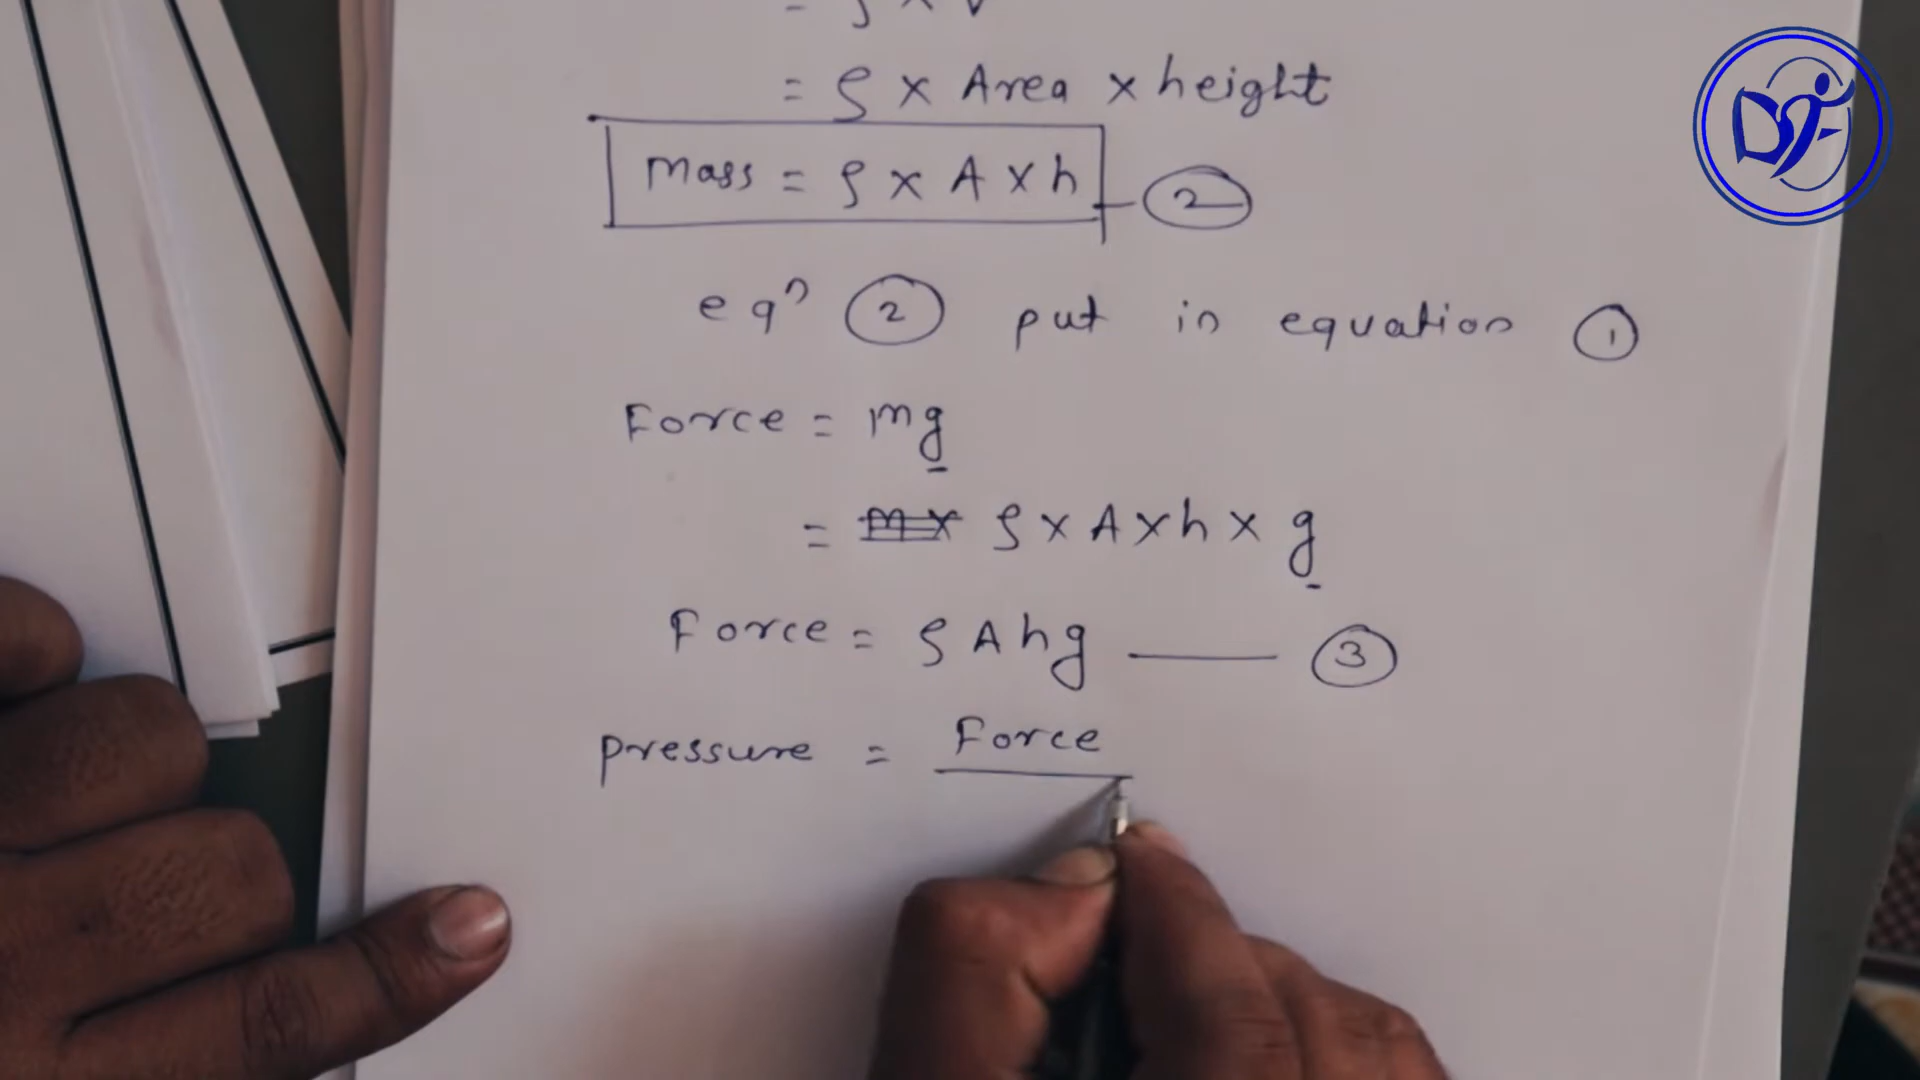 = ρ × V
= ρ × Area × height
Mass = ρ × A × h — 2
eqⁿ 2 put in equation 1
Force = mg
= ρ × A × h × g
Force = ρ A h g —— 3
pressure = Force